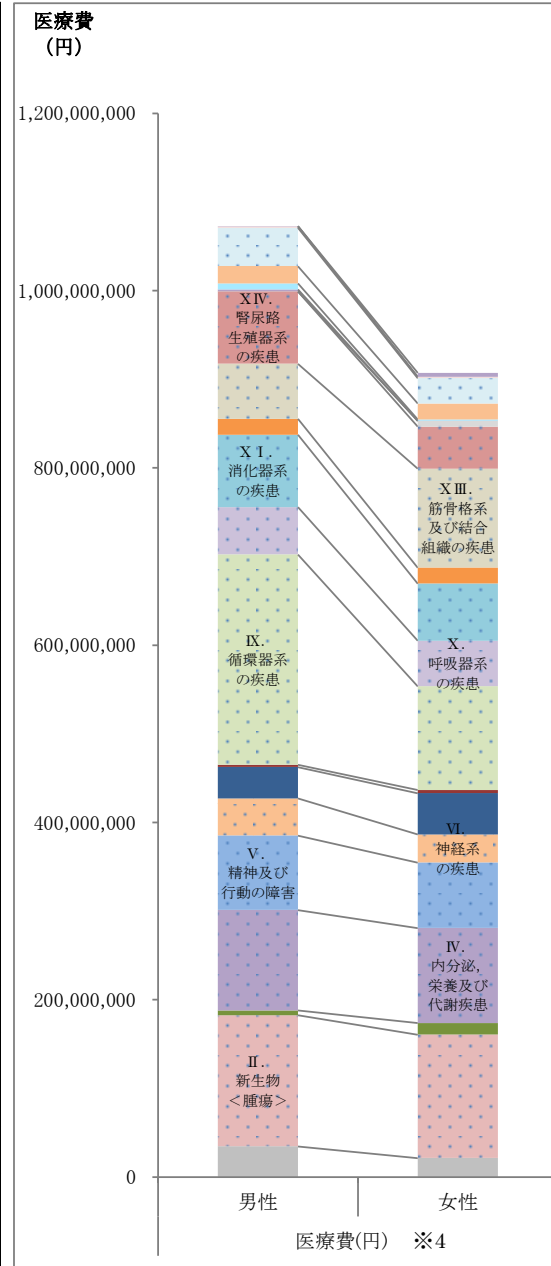 医療費
（円）
1,200,000,000
1,000,000,000
800,000,000
600,000,000
400,000,000
200,000,000
0
ⅩⅣ.
腎尿路
生殖器系
の疾患
ⅩⅠ.
消化器系
の疾患
Ⅸ.
循環器系
の疾患
Ⅴ.
精神及び
行動の障害
Ⅱ.
新生物
＜腫瘍＞
ⅩⅢ.
筋骨格系
及び結合
組織の疾患
Ⅹ.
呼吸器系
の疾患
Ⅵ.
神経系
の疾患
Ⅳ.
内分泌,
栄養及び
代謝疾患
男性
女性
医療費(円) ※4